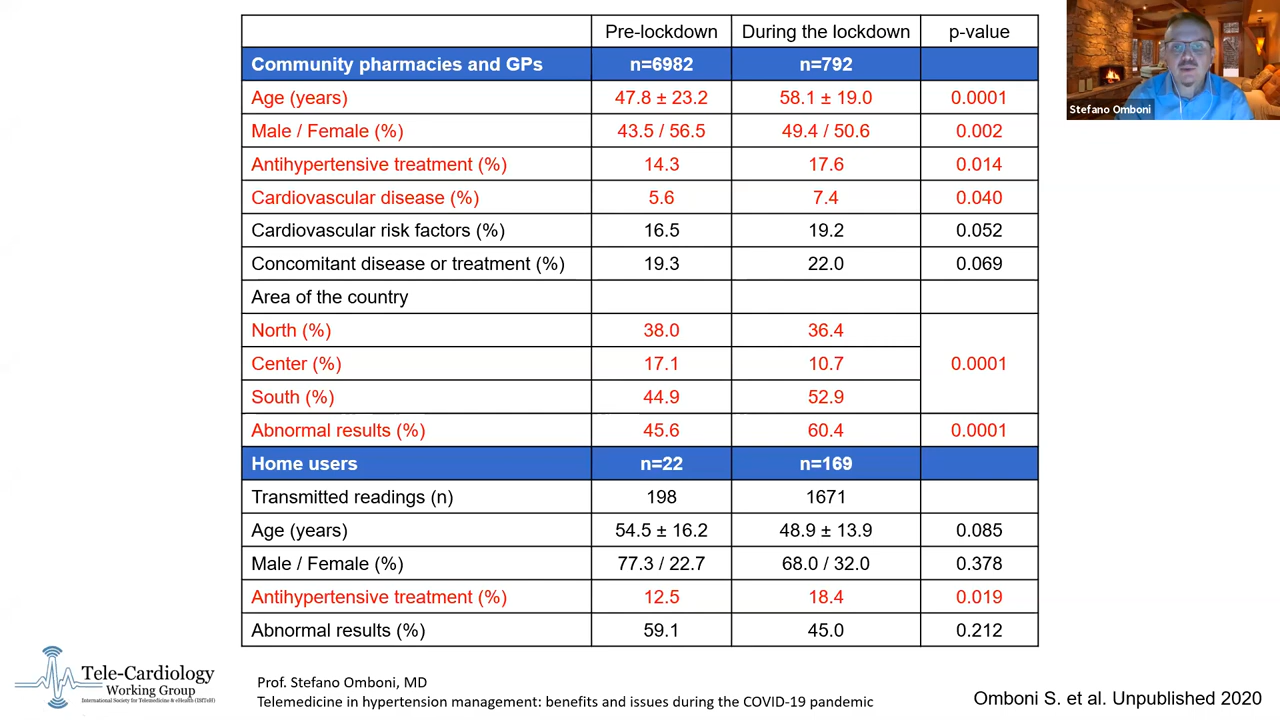 Pre-lockdown During the lockdown p-value
Community pharmacies and GPs n=6982 n=792
Age (years) 47.8 ± 23.2 58.1 ± 19.0 0.0001
Male / Female (%) 43.5 / 56.5 49.4 / 50.6 0.002
Antihypertensive treatment (%) 14.3 17.6 0.014
Cardiovascular disease (%) 5.6 7.4 0.040
Cardiovascular risk factors (%) 16.5 19.2 0.052
Concomitant disease or treatment (%) 19.3 22.0 0.069
Area of the country
North (%) 38.0 36.4
Center (%) 17.1 10.7 0.0001
South (%) 44.9 52.9
Abnormal results (%) 45.6 60.4 0.0001
Home users n=22 n=169
Transmitted readings (n) 198 1671
Age (years) 54.5 ± 16.2 48.9 ± 13.9 0.085
Male / Female (%) 77.3 / 22.7 68.0 / 32.0 0.378
Antihypertensive treatment (%) 12.5 18.4 0.019
Abnormal results (%) 59.1 45.0 0.212
Stefano Omboni
Tele-Cardiology
Working Group
International Society for Telemedicine & eHealth (ISfTeH)
Prof. Stefano Omboni, MD
Telemedicine in hypertension management: benefits and issues during the COVID-19 pandemic
Omboni S. et al. Unpublished 2020